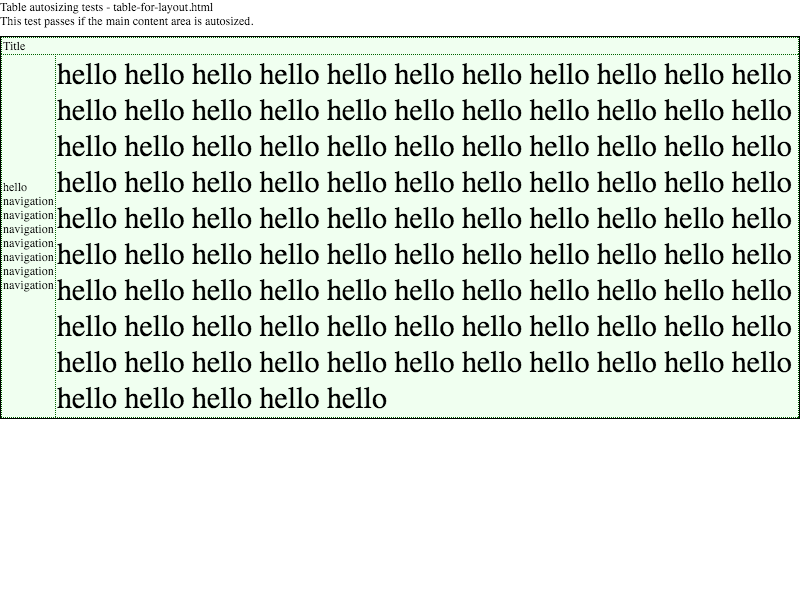 Table autosizing tests - table-for-layout.html
This test passes if the main content area is autosized.
Title
hello
navigation
navigation
navigation
navigation
navigation
navigation
navigation
hello hello hello hello hello hello hello hello hello hello hello
hello hello hello hello hello hello hello hello hello hello hello
hello hello hello hello hello hello hello hello hello hello hello
hello hello hello hello hello hello hello hello hello hello hello
hello hello hello hello hello hello hello hello hello hello hello
hello hello hello hello hello hello hello hello hello hello hello
hello hello hello hello hello hello hello hello hello hello hello
hello hello hello hello hello hello hello hello hello hello hello
hello hello hello hello hello hello hello hello hello hello hello
hello hello hello hello hello